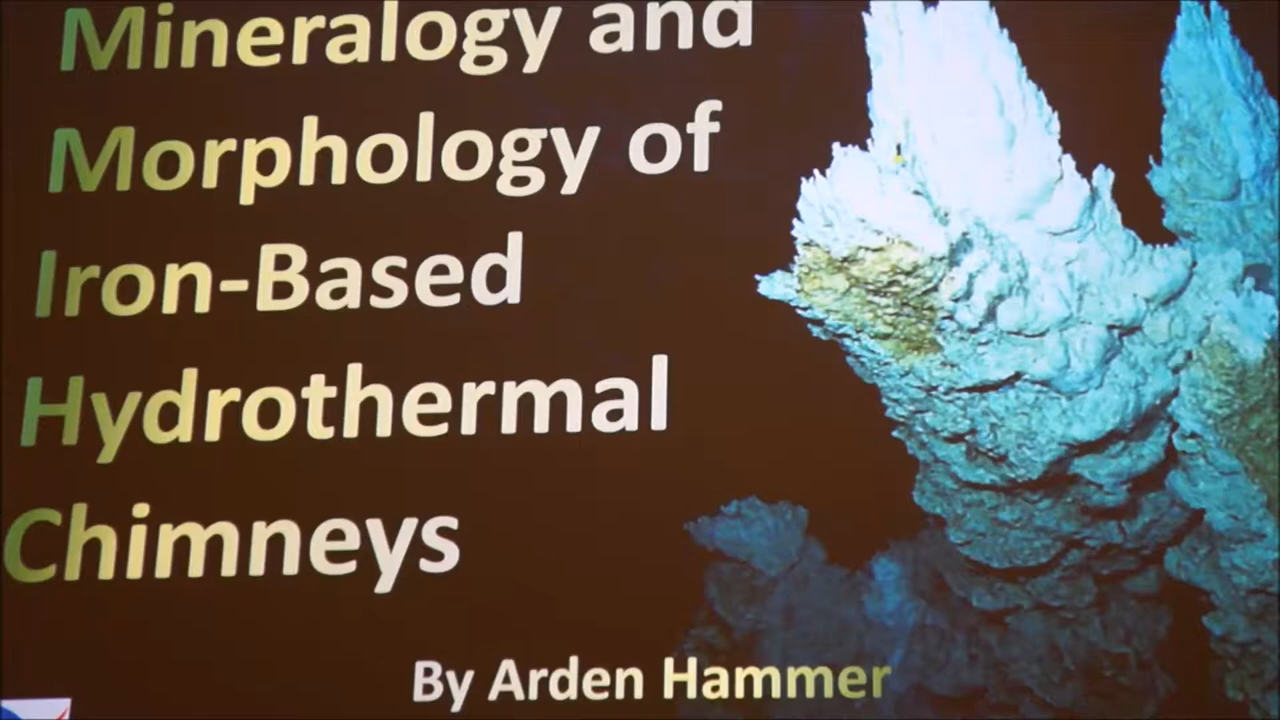 Mineralogy and
Morphology of
Iron-Based
Hydrothermal
Chimneys
By Arden Hammer